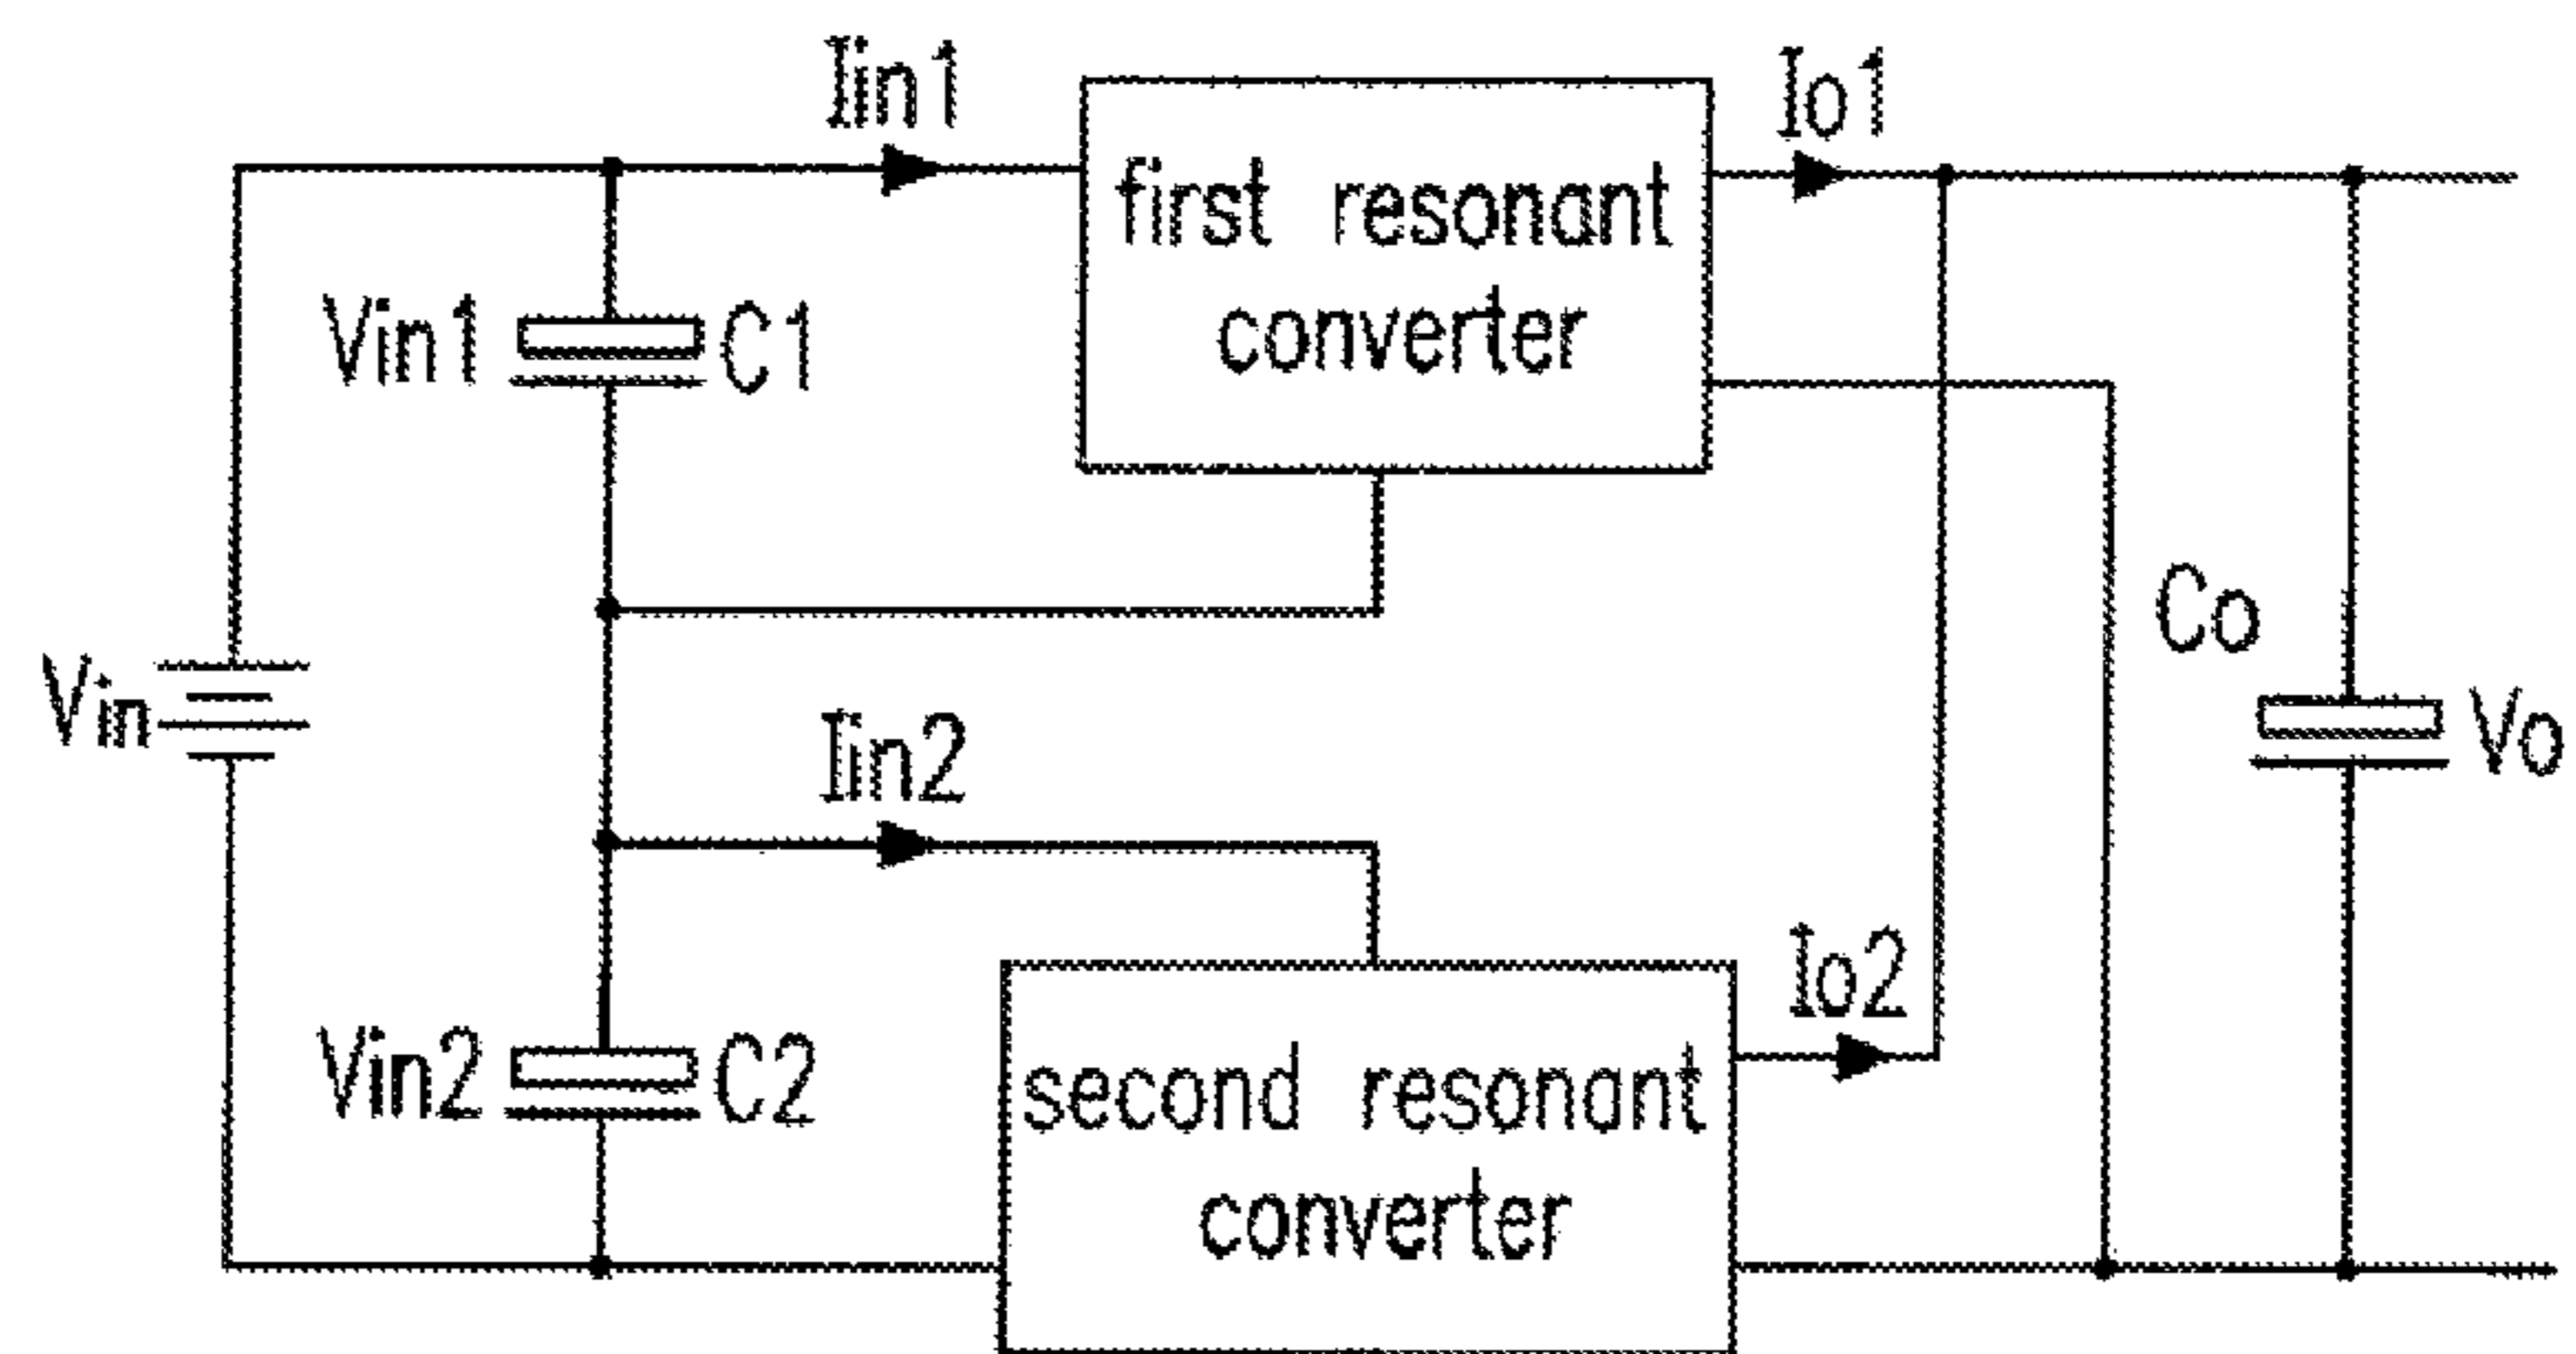 Iin1
Io1
first resonant
converter
Vin1
C1
Vin
Co
Vo
Iin2
Io2
Vin2
C2
second resonant
converter